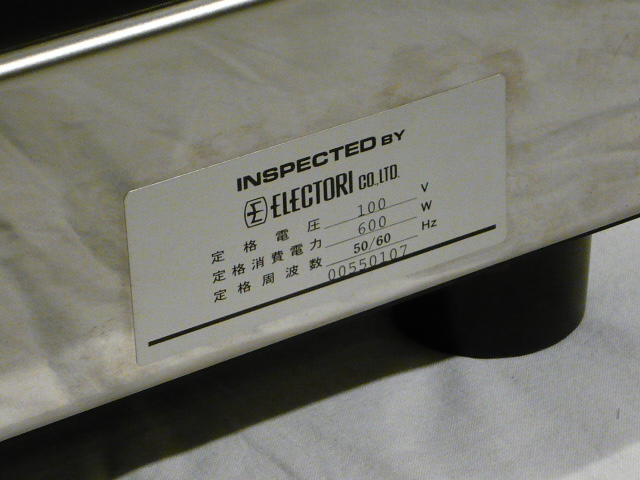 INSPECTED BY
ELECTORI CO.,LTD.
定格電圧 100 V
定格消費電力 600 W
定格周波数 50/60 Hz
00550107